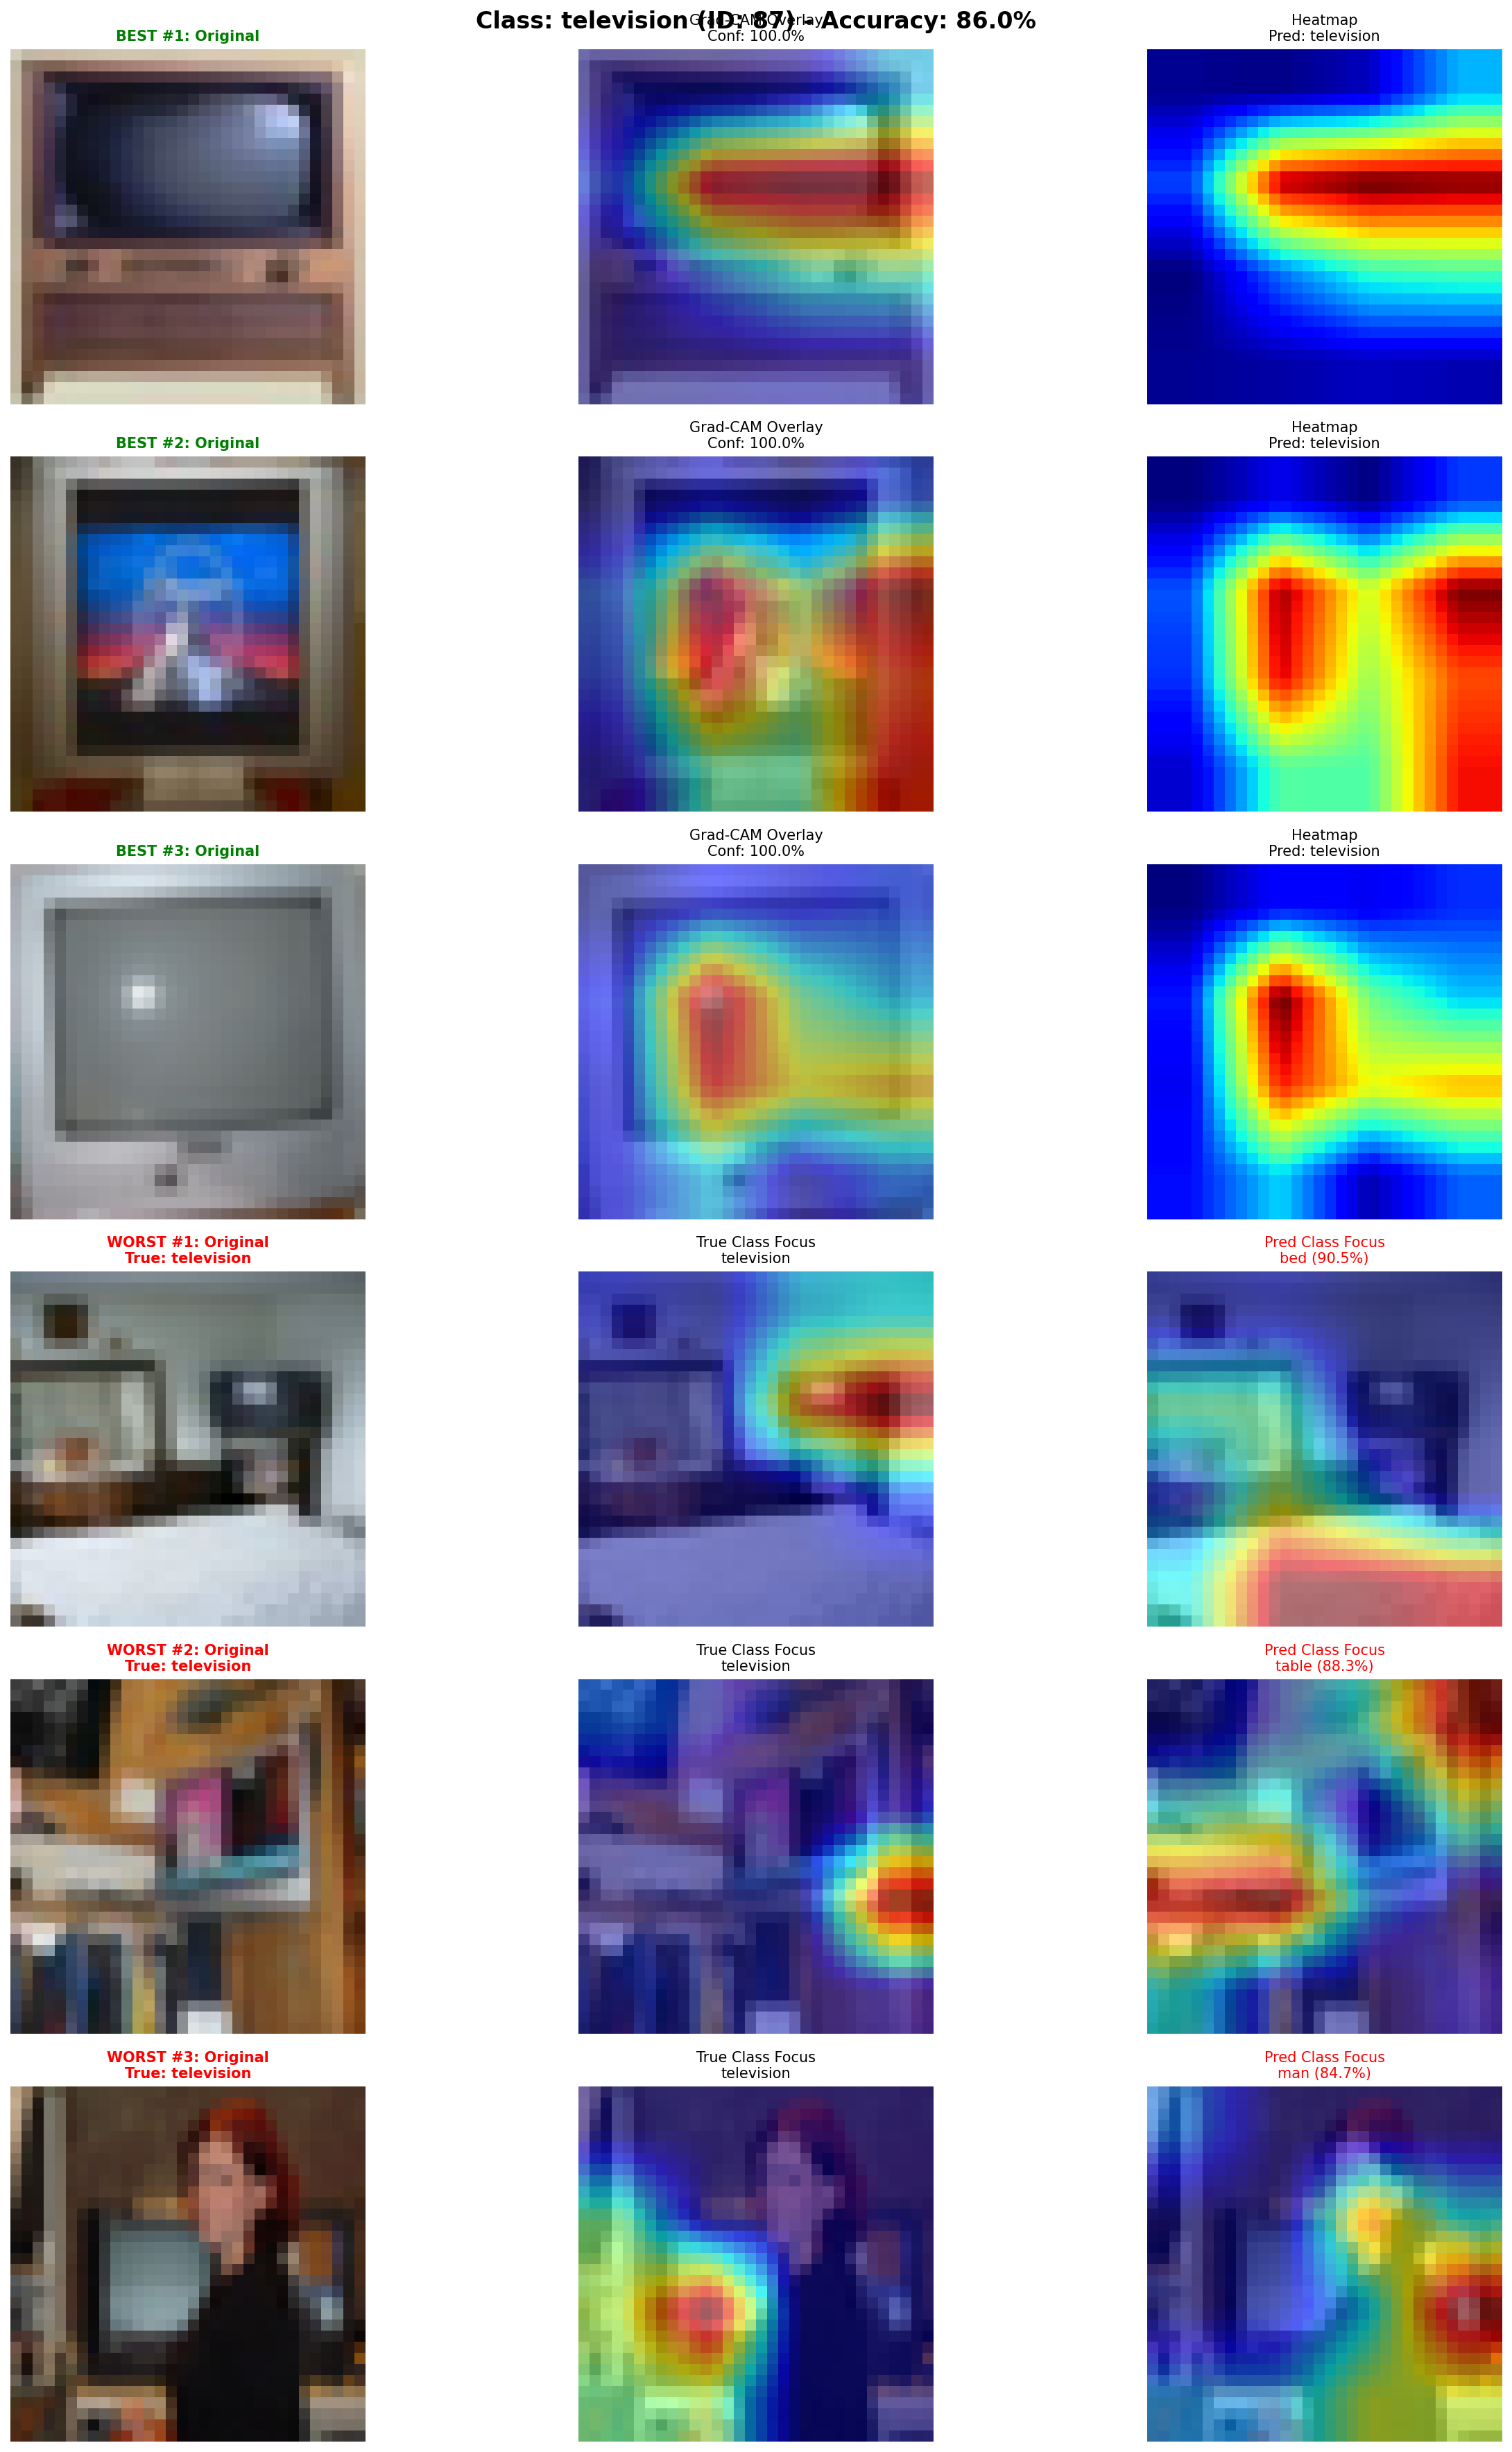 Class: television (ID: 87) - Accuracy: 86.0%
BEST #1: Original
Grad-CAM Overlay
Conf: 100.0%
Heatmap
Pred: television
BEST #2: Original
Grad-CAM Overlay
Conf: 100.0%
Heatmap
Pred: television
BEST #3: Original
Grad-CAM Overlay
Conf: 100.0%
Heatmap
Pred: television
WORST #1: Original
True: television
True Class Focus
television
Pred Class Focus
bed (90.5%)
WORST #2: Original
True: television
True Class Focus
television
Pred Class Focus
table (88.3%)
WORST #3: Original
True: television
True Class Focus
television
Pred Class Focus
man (84.7%)